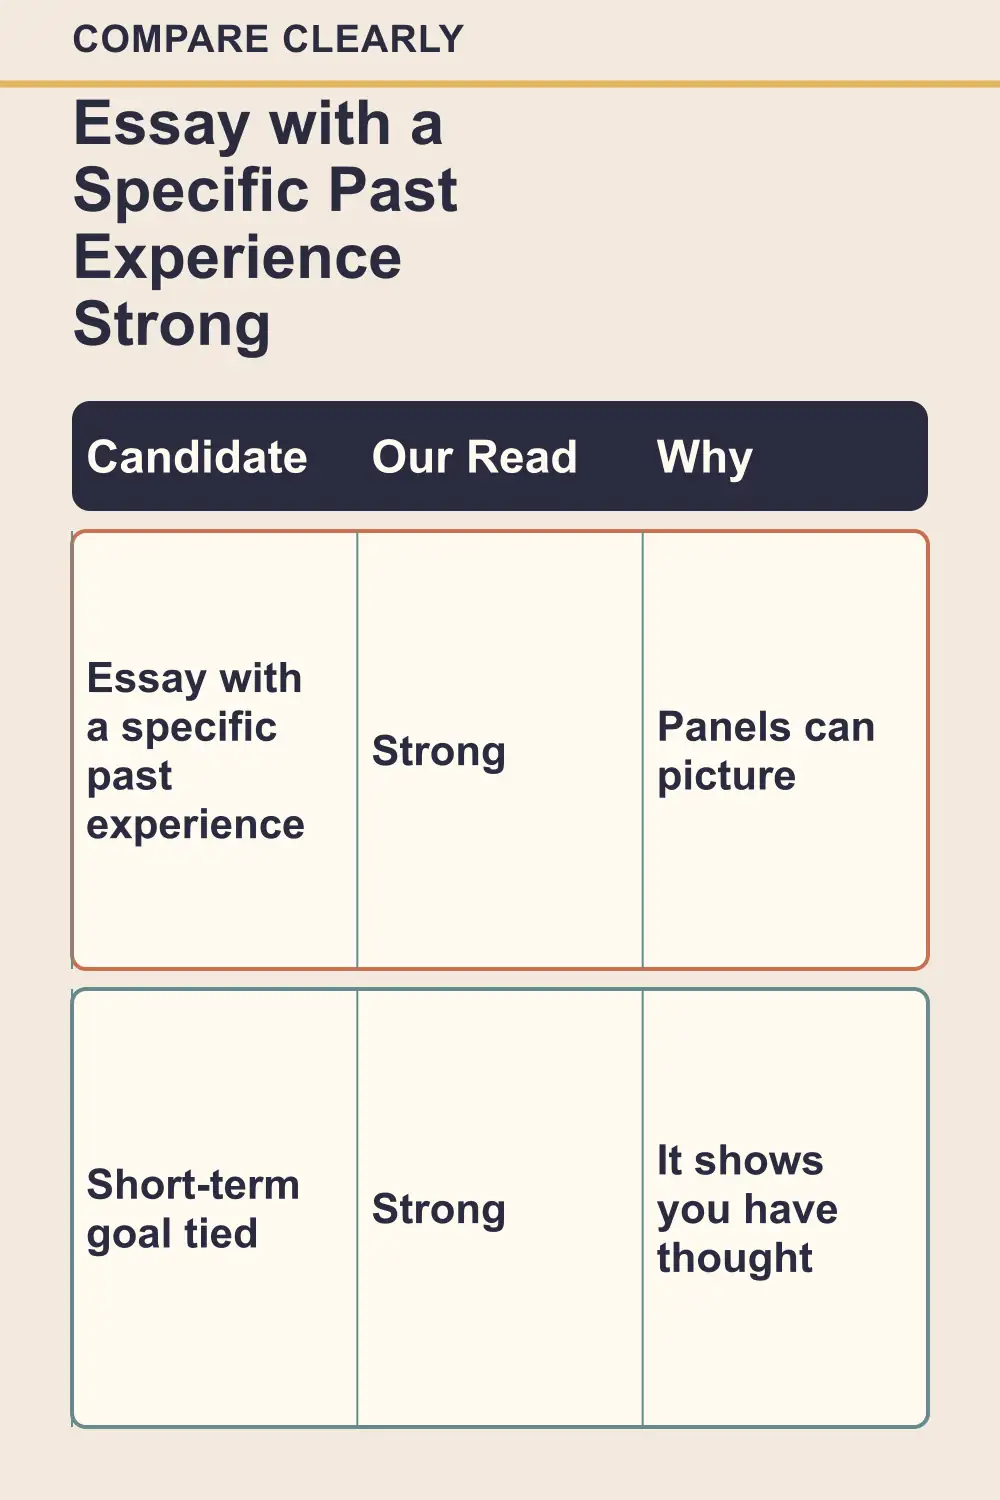 COMPARE CLEARLY
Essay with a
Specific Past
Experience
Strong
Candidate
Our Read
Why
Essay with
a specific
past
experience
Strong
Panels can
picture
Short-term
goal tied
Strong
It shows
you have
thought